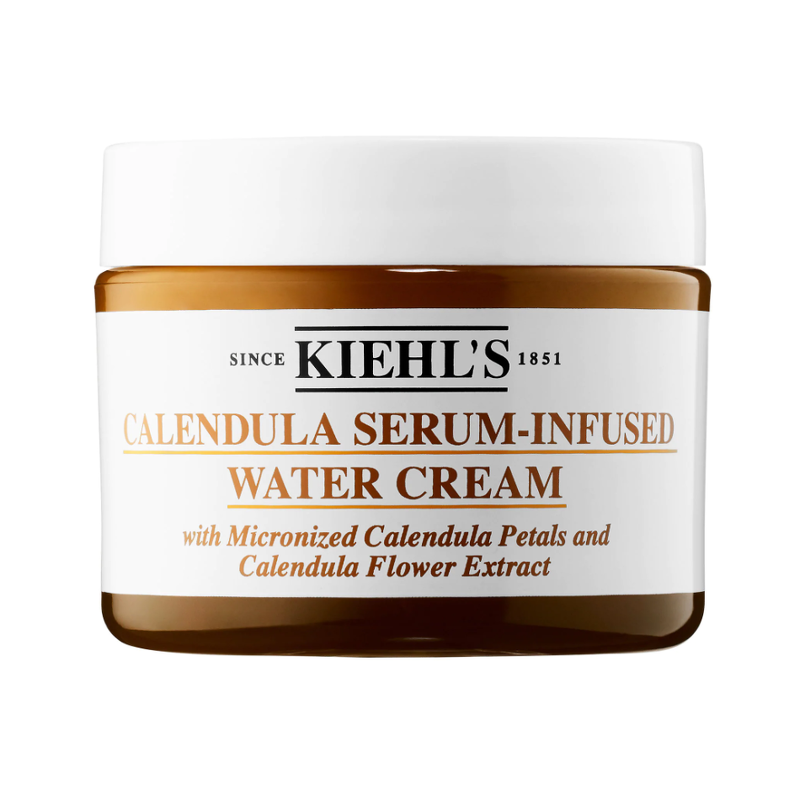 SINCE KIEHL'S 1851
CALENDULA SERUM-INFUSED
WATER CREAM
with Micronized Calendula Petals and
Calendula Flower Extract